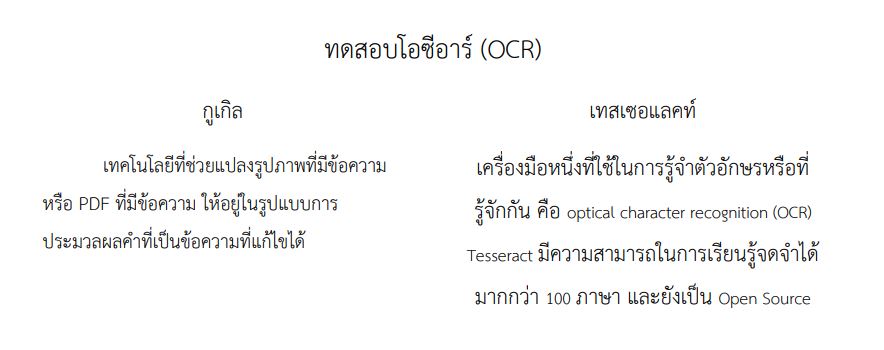 ทดสอบโอซีอาร์ (OCR)
กูเกิล
เทคโนโลยีที่ช่วยแปลงรูปภาพที่มีข้อความ
หรือ PDF ที่มีข้อความ ให้อยู่ในรูปแบบการ
ประมวลผลคำที่เป็นข้อความที่แก้ไขได้
เทสเซอแลคท์
เครื่องมือหนึ่งที่ใช้ในการรู้จำตัวอักษรหรือที่
รู้จักกัน คือ optical character recognition (OCR)
Tesseract มีความสามารถในการเรียนรู้จดจำได้
มากกว่า 100 ภาษา และยังเป็น Open Source